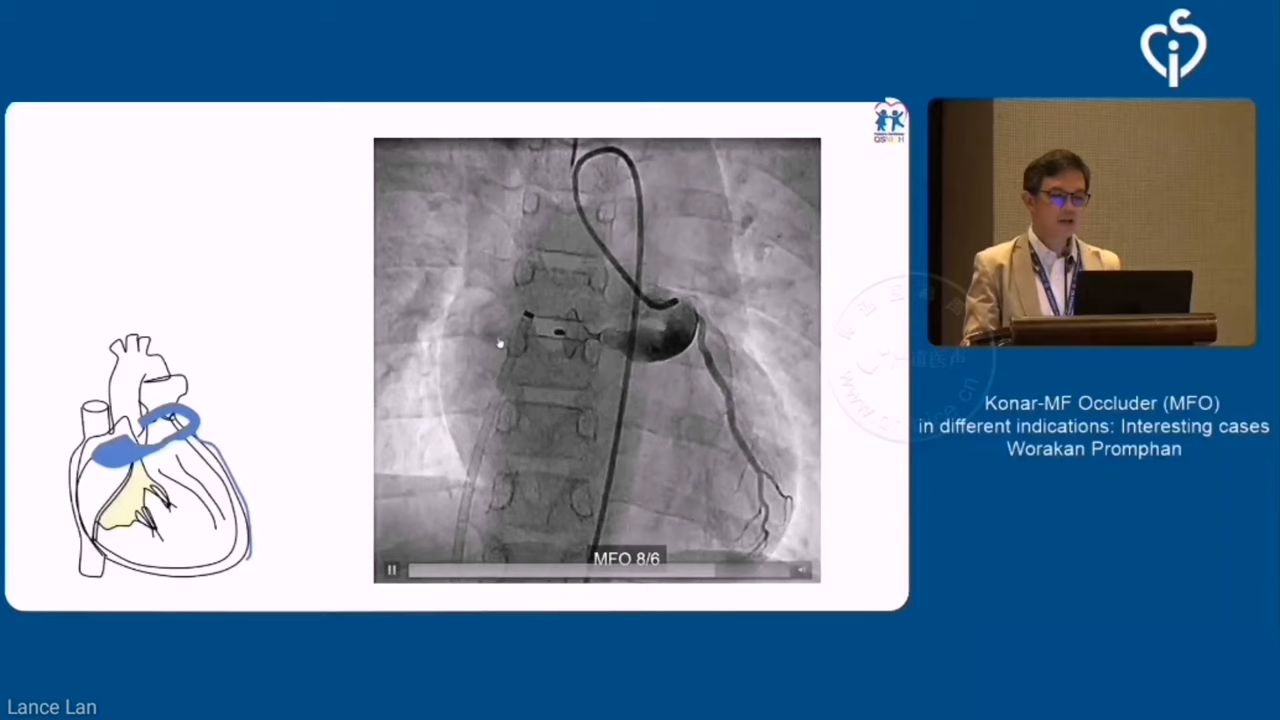 MFO 8/6
Konar-MF Occluder (MFO)
in different indications: Interesting cases
Worakan Promphan
Lance Lan